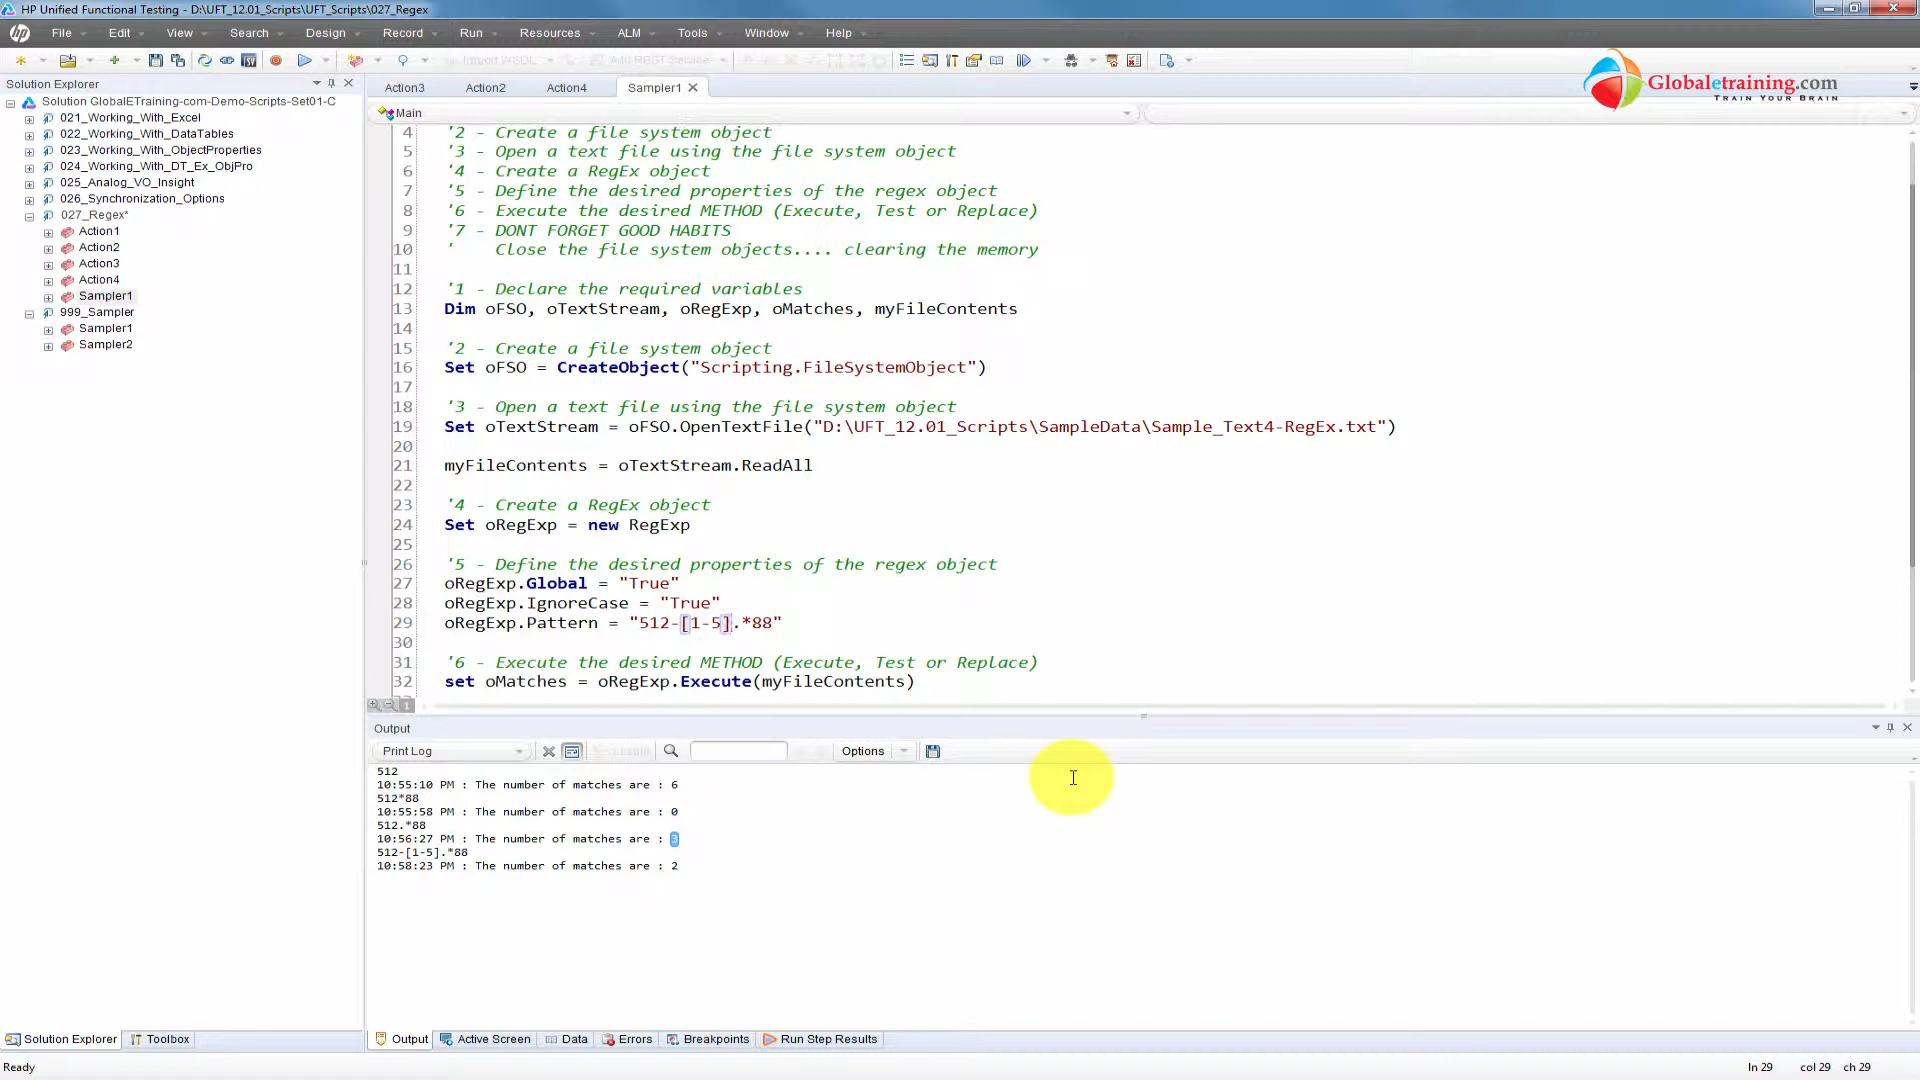 HP Unified Functional Testing - D:\UFT_12.01_Scripts\UFT_Scripts\027_Regex
File Edit View Search Design Record Run Resources ALM Tools Window Help
Import WSDL Add REST Service
Globaletraining.com
TRAIN YOUR BRAIN
Solution Explorer
Action3 Action2 Action4 Sampler1
Main
Solution GlobalETraining-com-Demo-Scripts-Set01-C
021_Working_With_Excel
022_Working_With_DataTables
023_Working_With_ObjectProperties
024_Working_With_DT_Ex_ObjPro
025_Analog_VO_Insight
026_Synchronization_Options
027_Regex*
Action1
Action2
Action3
Action4
Sampler1
999_Sampler
Sampler1
Sampler2
4 '2 - Create a file system object
5 '3 - Open a text file using the file system object
6 '4 - Create a RegEx object
7 '5 - Define the desired properties of the regex object
8 '6 - Execute the desired METHOD (Execute, Test or Replace)
9 '7 - DONT FORGET GOOD HABITS
10 ' Close the file system objects.... clearing the memory
11
12 '1 - Declare the required variables
13 Dim oFSO, oTextStream, oRegExp, oMatches, myFileContents
14
15 '2 - Create a file system object
16 Set oFSO = CreateObject("Scripting.FileSystemObject")
17
18 '3 - Open a text file using the file system object
19 Set oTextStream = oFSO.OpenTextFile("D:\UFT_12.01_Scripts\SampleData\Sample_Text4-RegEx.txt")
20
21 myFileContents = oTextStream.ReadAll
22
23 '4 - Create a RegEx object
24 Set oRegExp = new RegExp
25
26 '5 - Define the desired properties of the regex object
27 oRegExp.Global = "True"
28 oRegExp.IgnoreCase = "True"
29 oRegExp.Pattern = "512-[1-5].*88"
30
31 '6 - Execute the desired METHOD (Execute, Test or Replace)
32 set oMatches = oRegExp.Execute(myFileContents)
Output
Print Log Options
512
10:55:10 PM : The number of matches are : 6
512*88
10:55:58 PM : The number of matches are : 0
512.*88
10:56:27 PM : The number of matches are : 3
512-[1-5].*88
10:58:23 PM : The number of matches are : 2
Solution Explorer Toolbox
Output Active Screen Data Errors Breakpoints Run Step Results
Ready
ln 29 col 29 ch 29